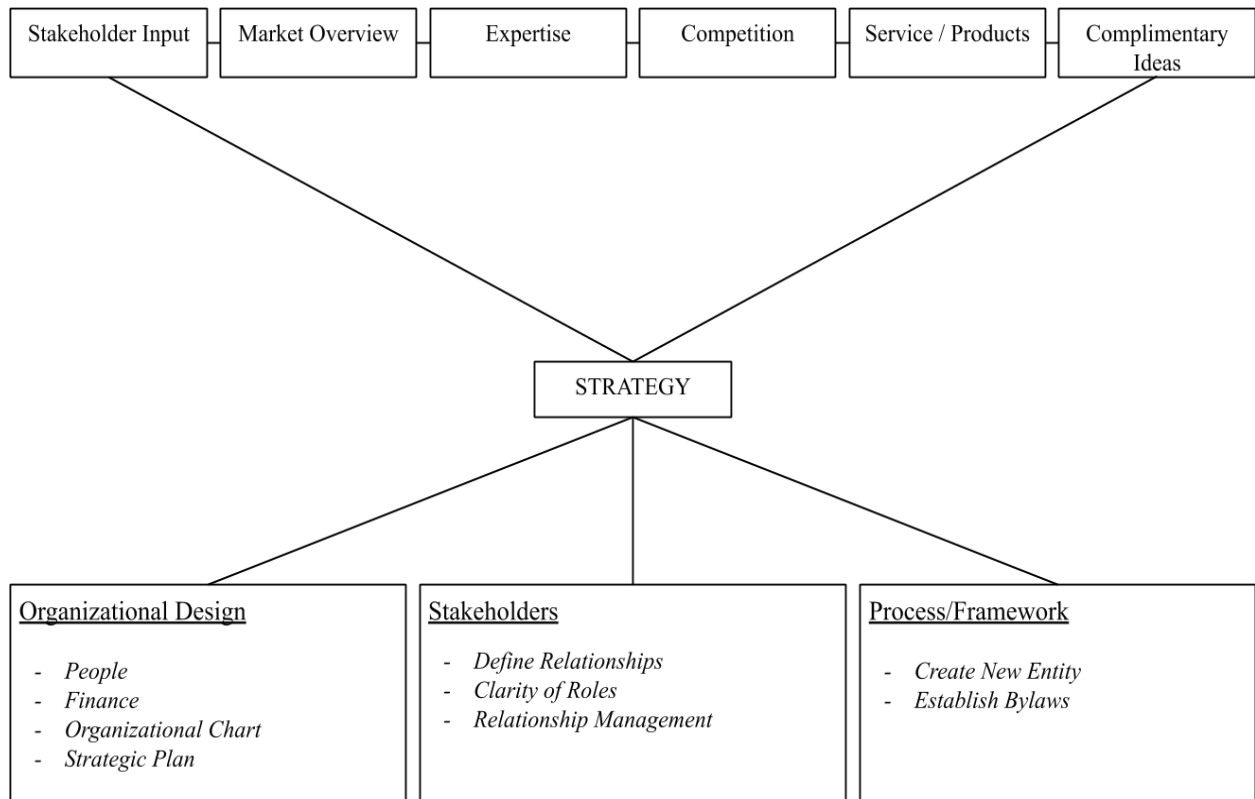 Stakeholder Input
Market Overview
Expertise
Competition
Service / Products
Complimentary
Ideas
STRATEGY
Organizational Design
- People
- Finance
- Organizational Chart
- Strategic Plan
Stakeholders
- Define Relationships
- Clarity of Roles
- Relationship Management
Process/Framework
- Create New Entity
- Establish Bylaws